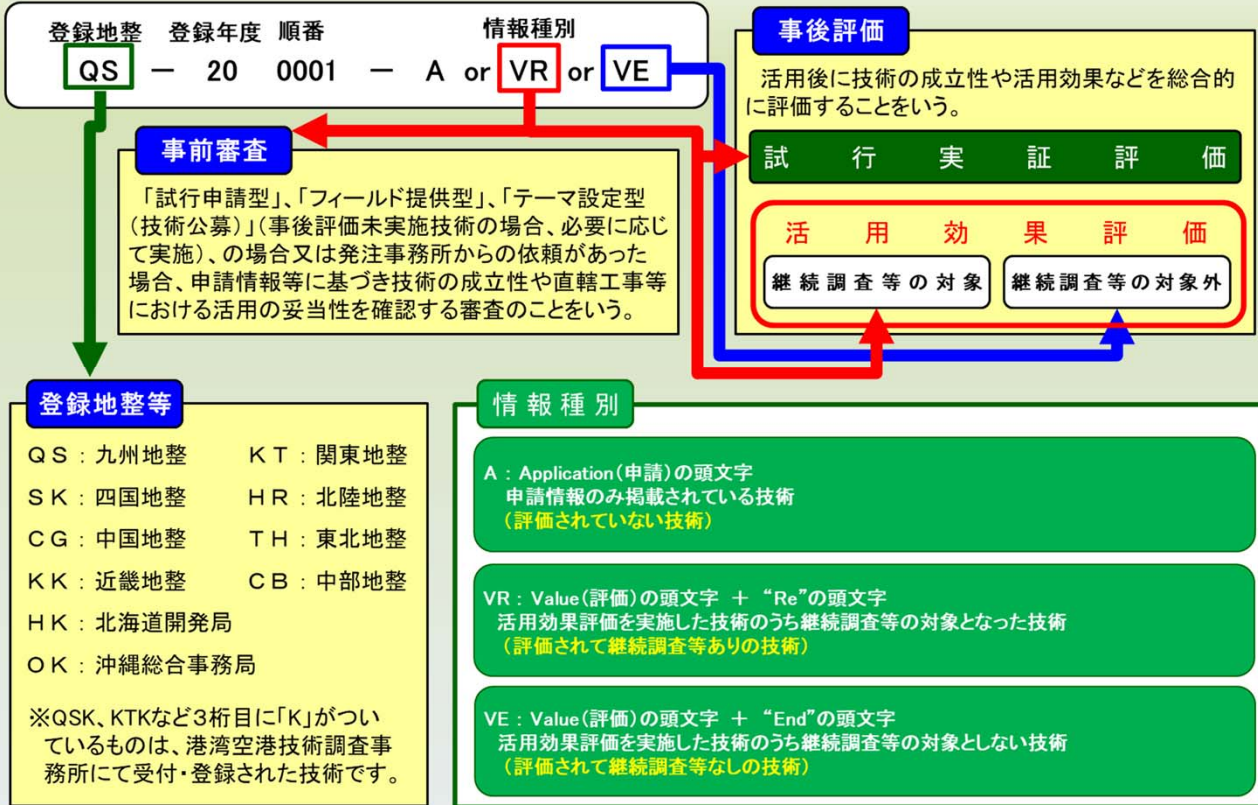 登録地整 登録年度 順番 情報種別
QS － 20 0001 － A or VR or VE
事後評価
活用後に技術の成立性や活用効果などを総合的
に評価することをいう。
試行実証評価
活用効果評価
継続調査等の対象 継続調査等の対象外
事前審査
「試行申請型」、「フィールド提供型」、「テーマ設定型
（技術公募）」（事後評価未実施技術の場合、必要に応じ
て実施）、の場合又は発注事務所からの依頼があった
場合、申請情報等に基づき技術の成立性や直轄工事等
における活用の妥当性を確認する審査のことをいう。
登録地整等
ＱＳ：九州地整 ＫＴ：関東地整
ＳＫ：四国地整 ＨＲ：北陸地整
ＣＧ：中国地整 ＴＨ：東北地整
ＫＫ：近畿地整 ＣＢ：中部地整
ＨＫ：北海道開発局
ＯＫ：沖縄総合事務局
※QSK、KTKなど３桁目に「K」がつい
ているものは、港湾空港技術調査事
務所にて受付・登録された技術です。
情報種別
A：Application（申請）の頭文字
申請情報のみ掲載されている技術
（評価されていない技術）
VR：Value（評価）の頭文字 ＋ “Re”の頭文字
活用効果評価を実施した技術のうち継続調査等の対象となった技術
（評価されて継続調査等ありの技術）
VE：Value（評価）の頭文字 ＋ “End”の頭文字
活用効果評価を実施した技術のうち継続調査等の対象としない技術
（評価されて継続調査等なしの技術）